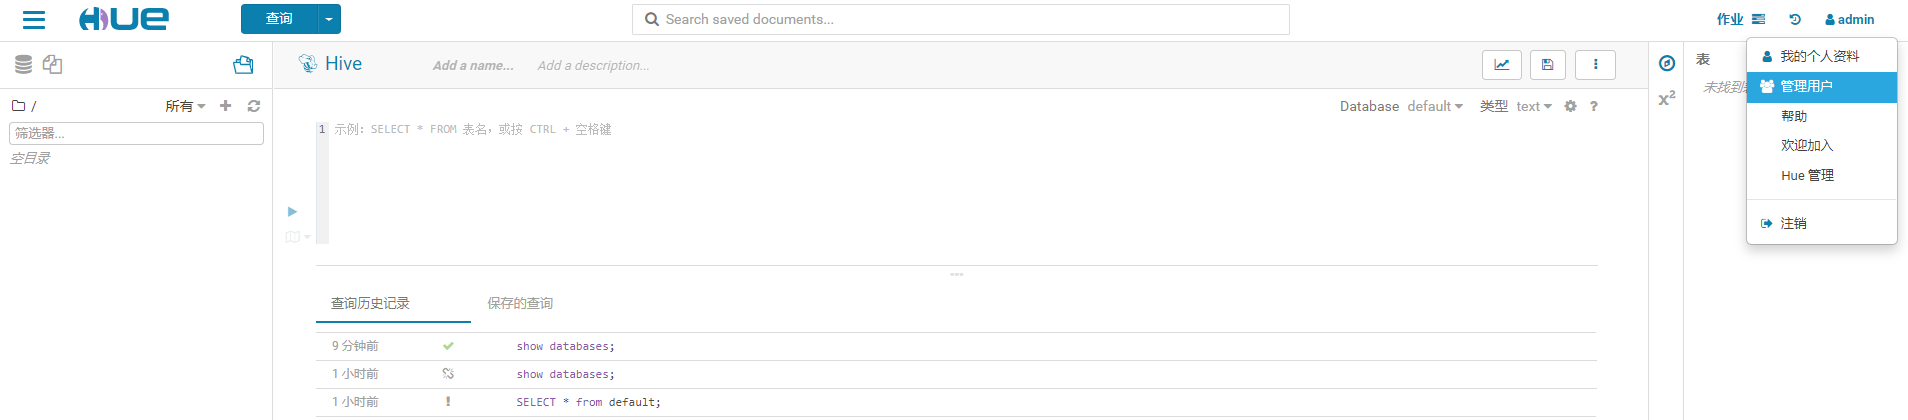 HUE
查询
Search saved documents...
作业
admin
我的个人资料
管理用户
帮助
欢迎加入
Hue 管理
注销
/
所有
筛选器...
空目录
Hive
Add a name...
Add a description...
Database default
类型 text
?
1 示例: SELECT * FROM 表名, 或按 CTRL + 空格键
表
未找到
x²
查询历史记录
保存的查询
9 分钟前 show databases;
1 小时前 show databases;
1 小时前 ! SELECT * from default;